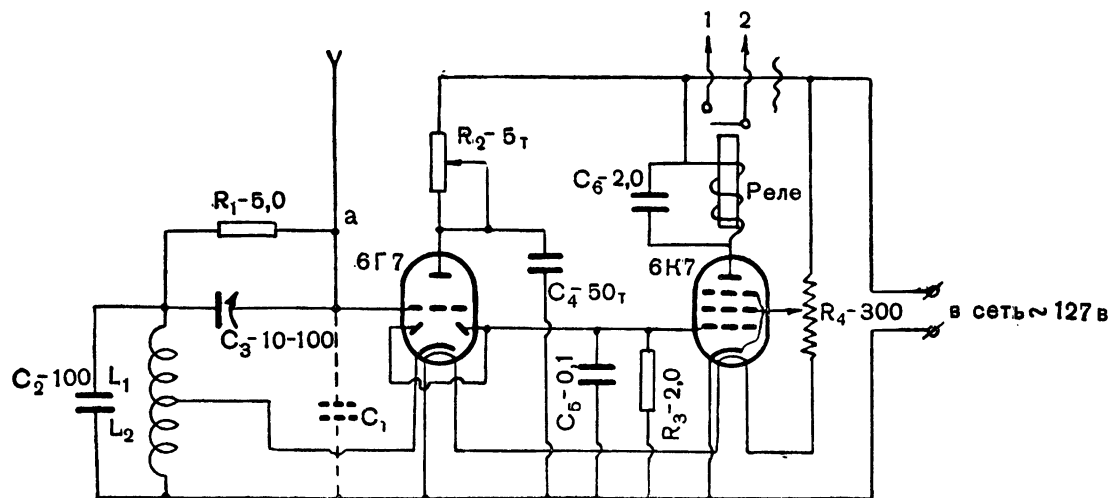 1 2
R₂-5т
C₆-2,0
Реле
R₁-5,0
а
6Г7
6К7
C₄-50т
R₄-300
в сеть ~ 127 в
C₃-10-100
C₂-100
L₁
L₂
C₁
C₅-0,1
R₃-2,0